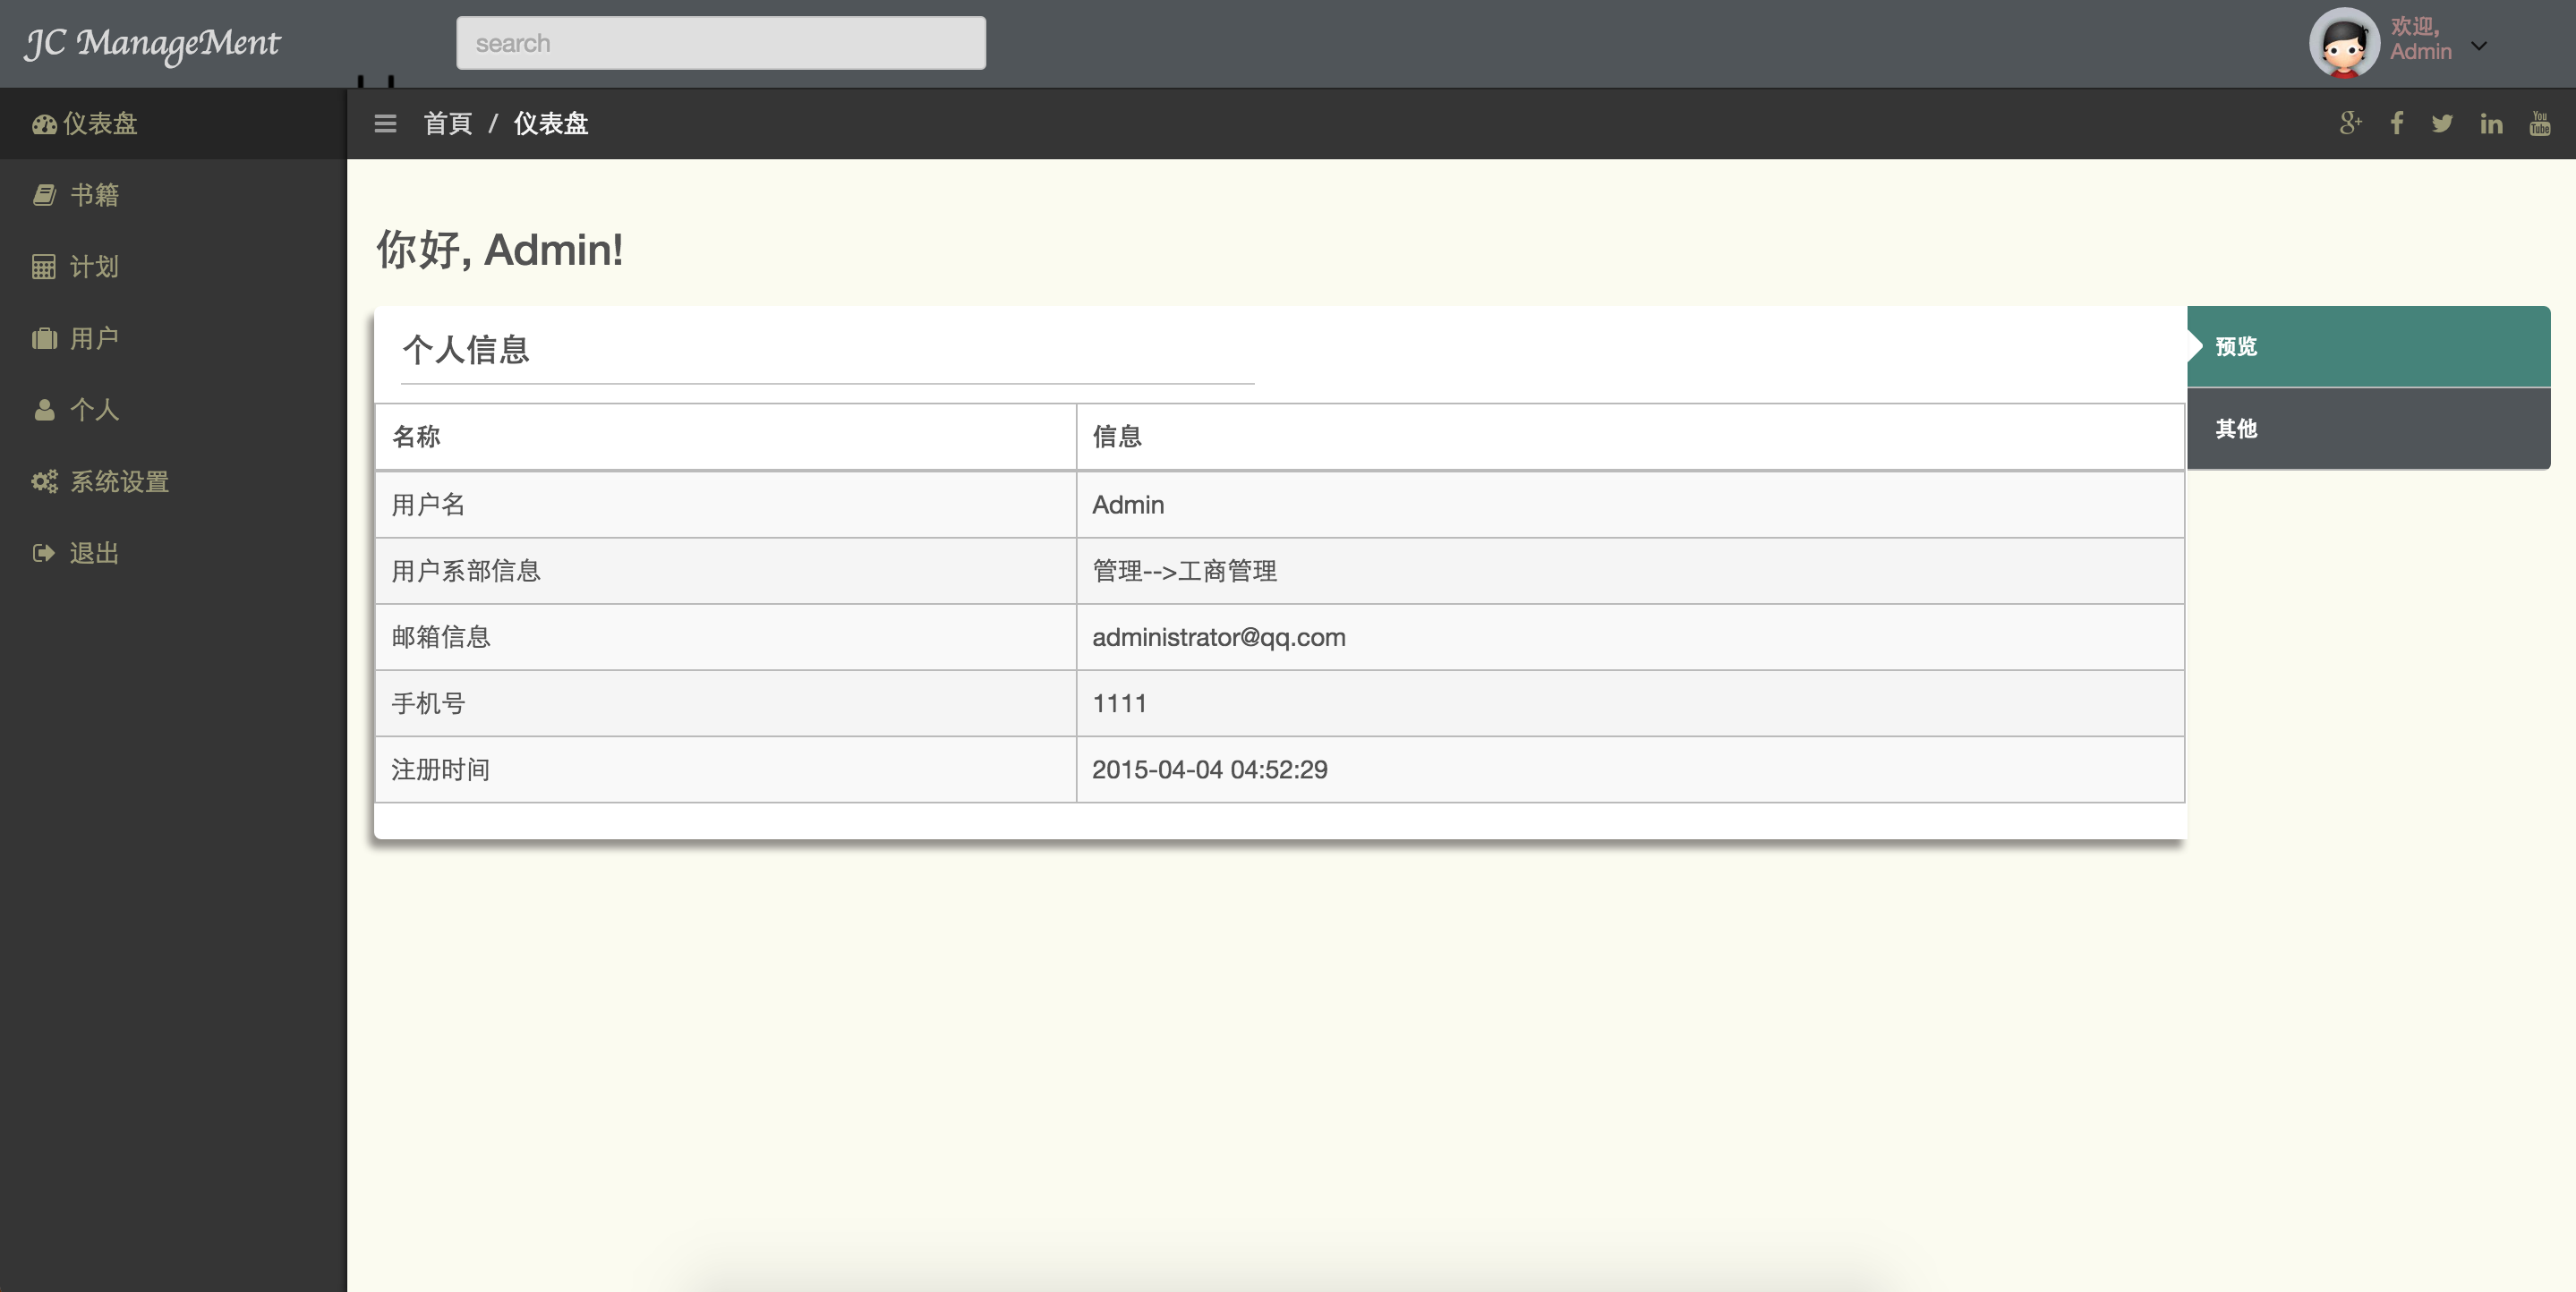 JC ManageMent
search
欢迎,
Admin
仪表盘
首頁 / 仪表盘
You Tube
书籍
计划
用户
个人
系统设置
退出
你好, Admin!
个人信息
预览
其他
名称 信息
用户名 Admin
用户系部信息 管理-->工商管理
邮箱信息 administrator@qq.com
手机号 1111
注册时间 2015-04-04 04:52:29